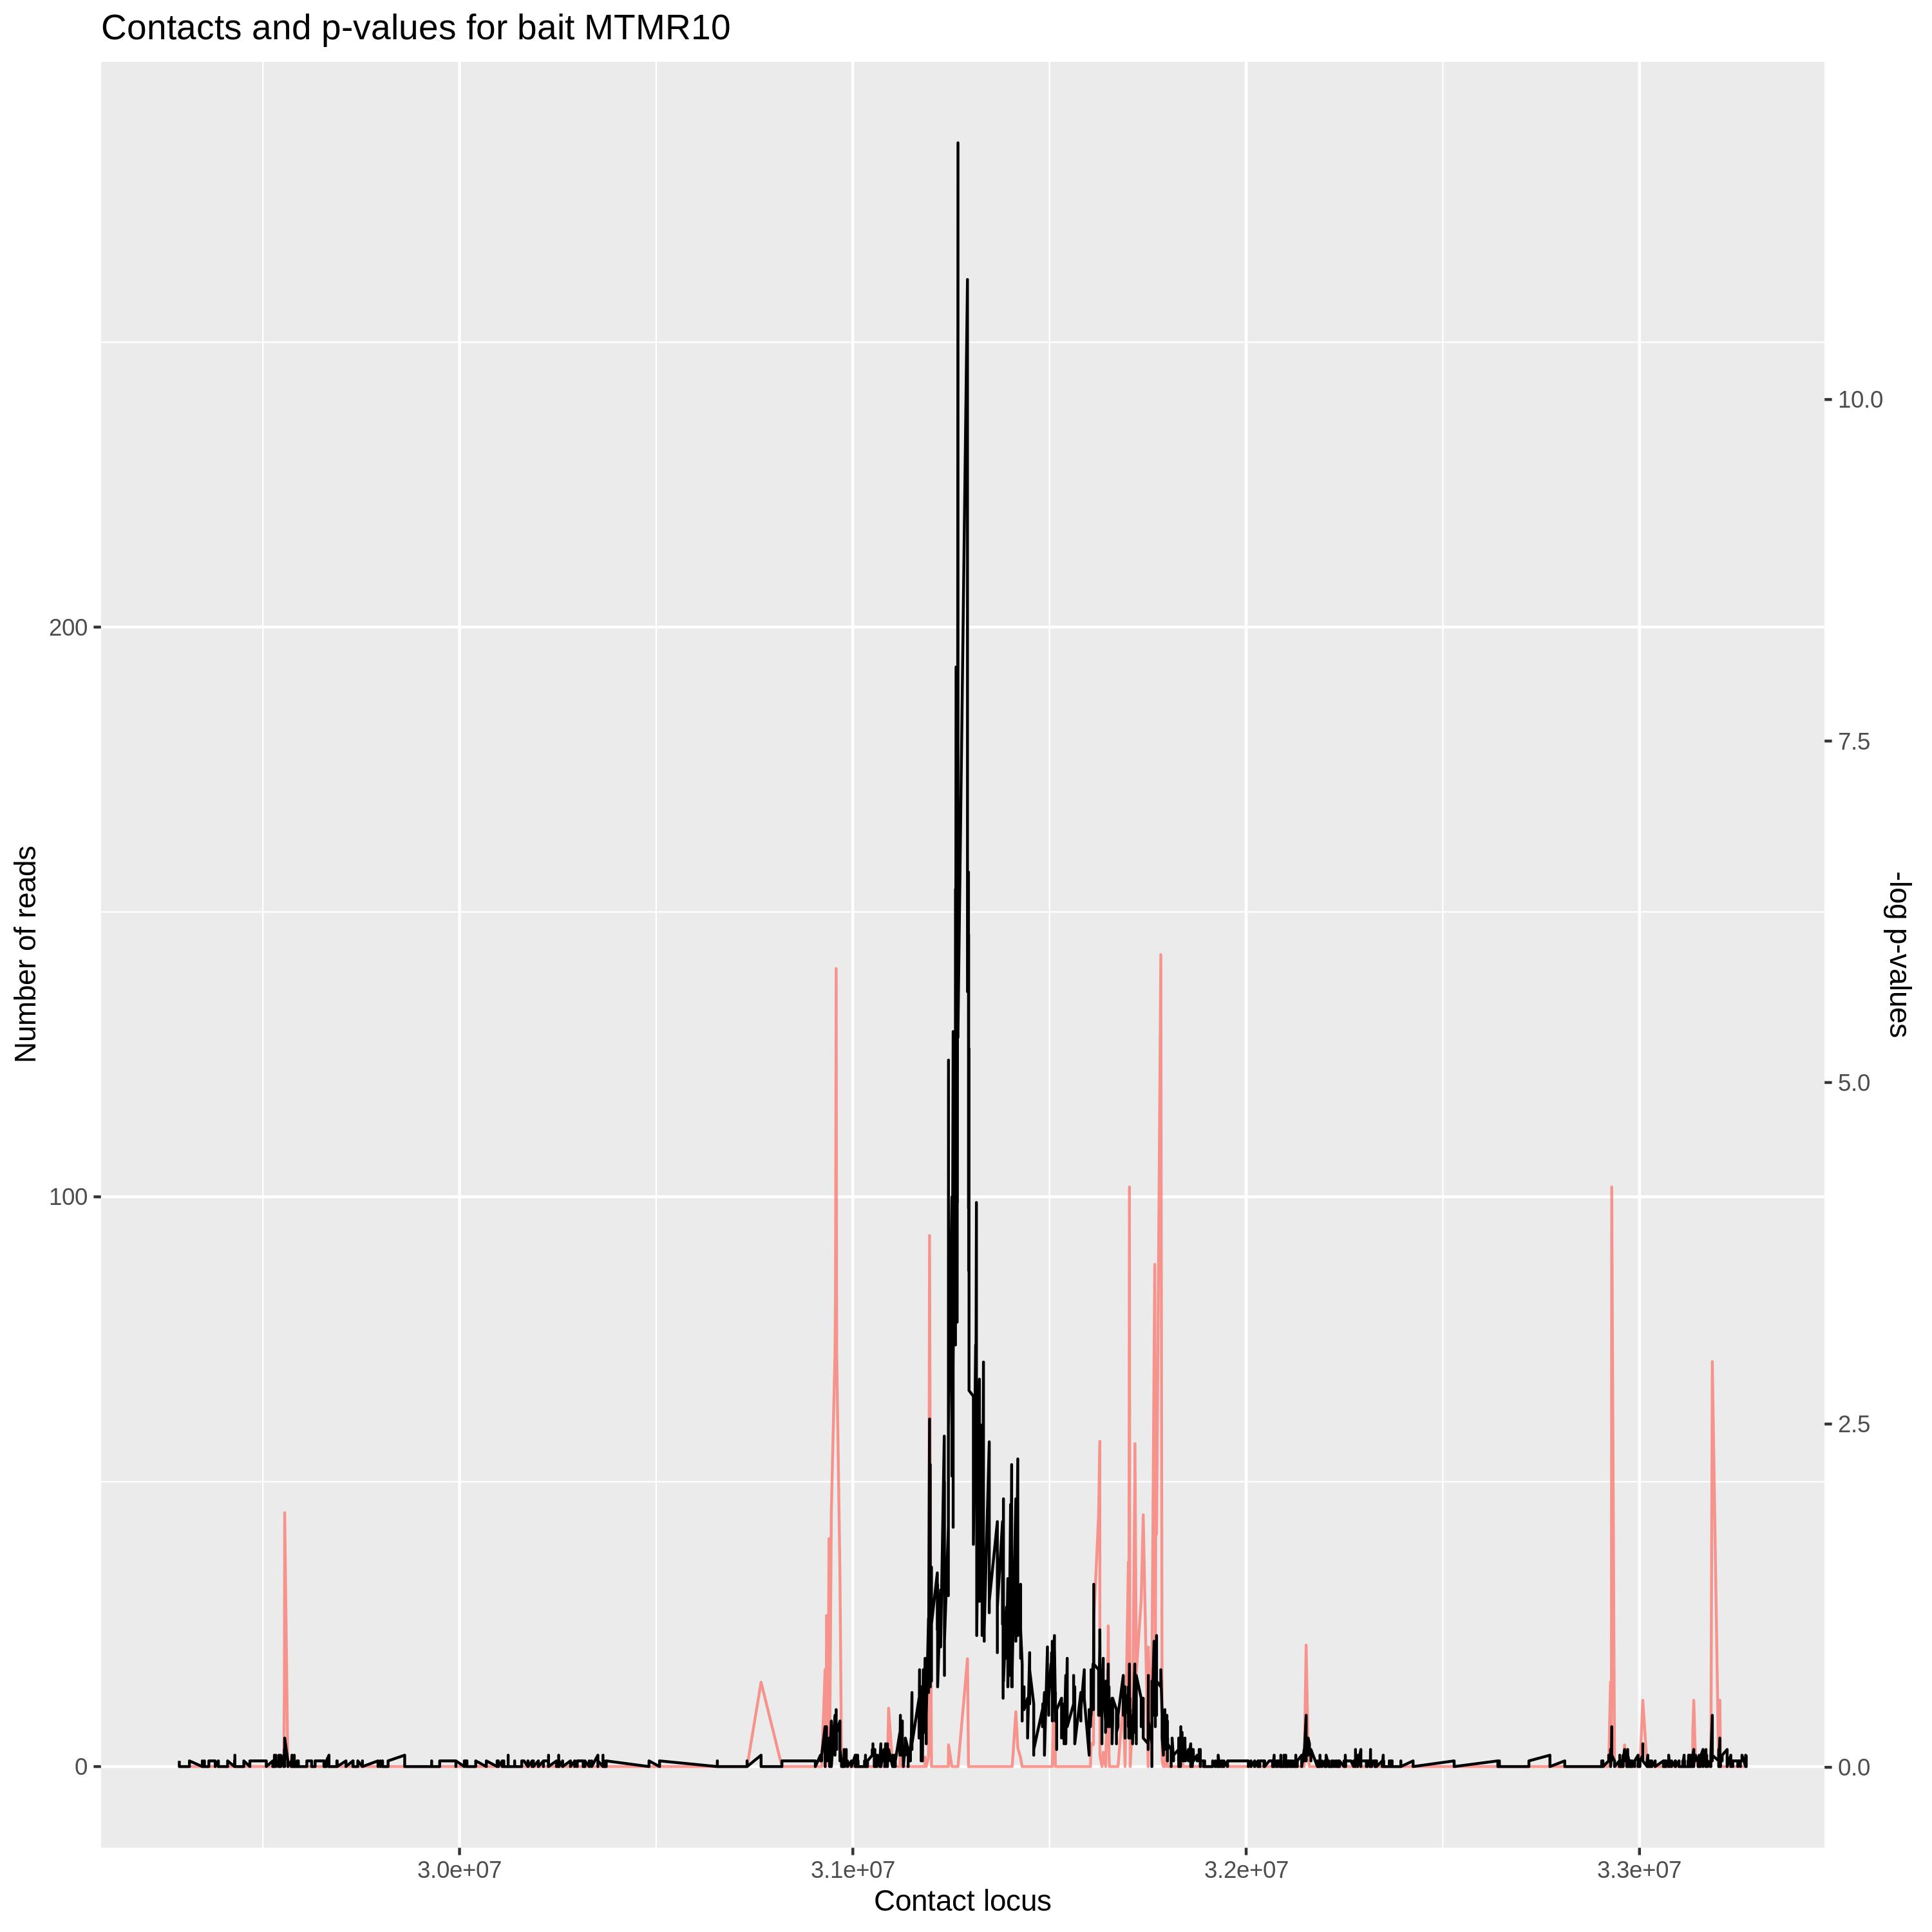 Contacts and p-values for bait MTMR10
Number of reads
200
100
0
10.0
7.5
5.0
2.5
0.0
-log p-values
3.0e+07 3.1e+07 3.2e+07 3.3e+07
Contact locus